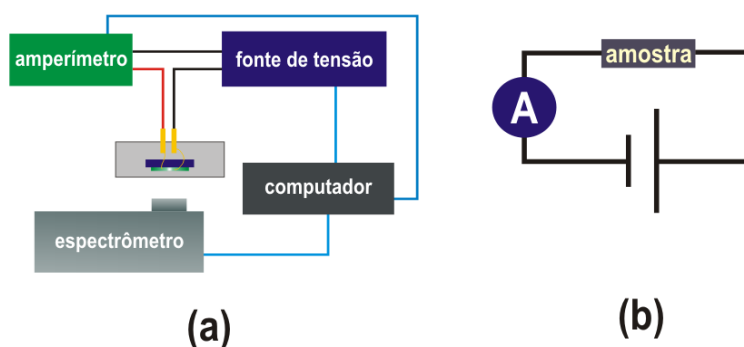 amperímetro
fonte de tensão
computador
espectrômetro
(a)
amostra
A
(b)